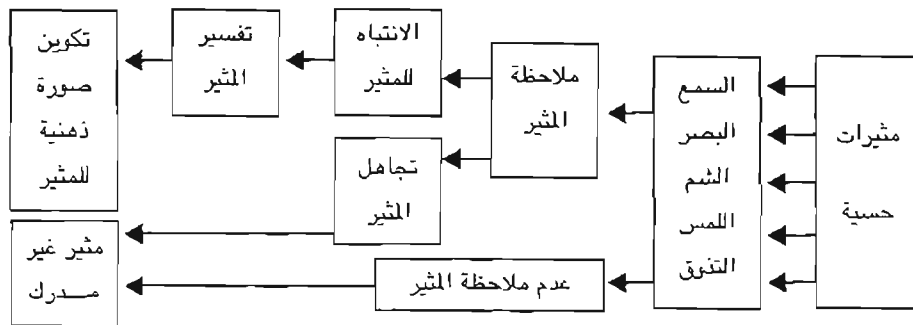 مثيرات
حسية
السمع
البصر
الشم
اللمس
التذوق
ملاحظة
المثير
الانتباه
للمثير
تفسير
المثير
تكوين
صورة
ذهنية
للمثير
تجاهل
المثير
عدم ملاحظة المثير
مثير غير
مدرك